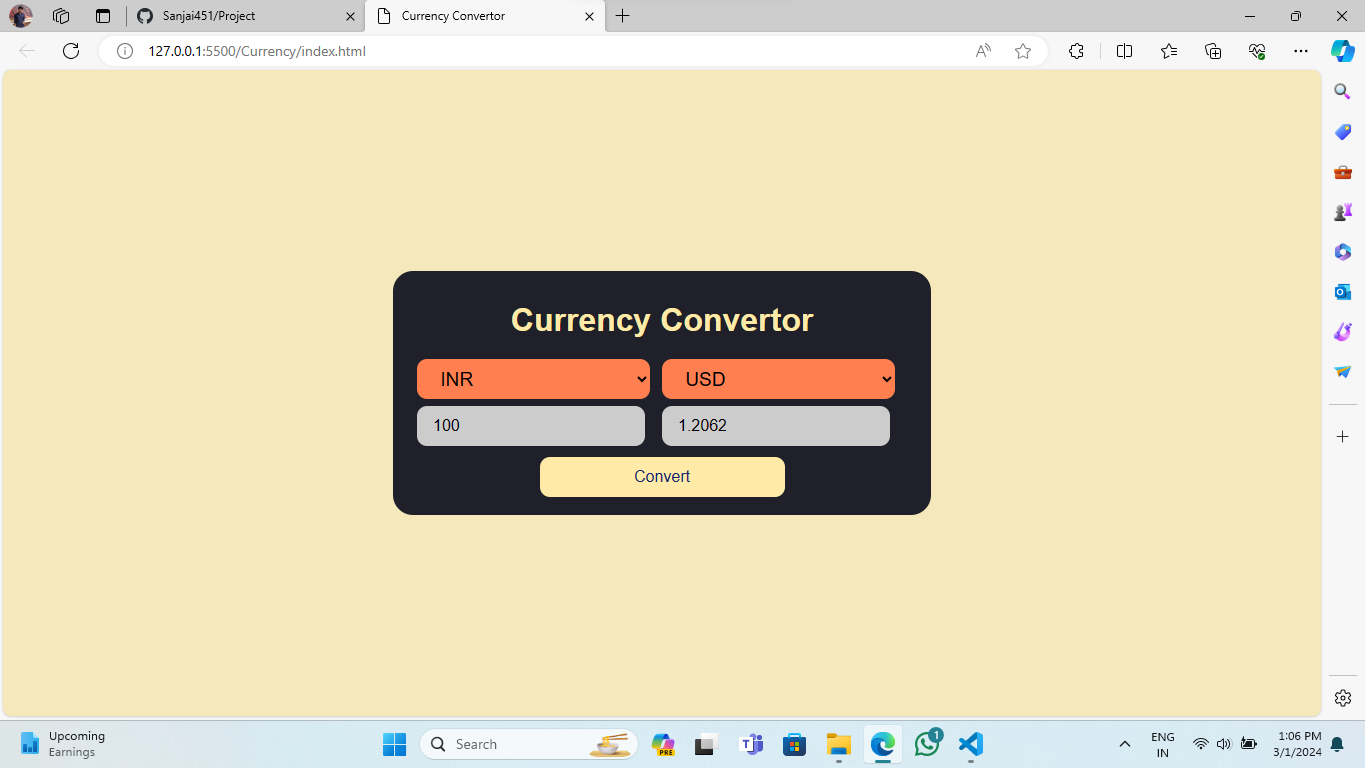 Sanjai451/Project
Currency Convertor
127.0.0.1:5500/Currency/index.html
Currency Convertor
INR
USD
100
1.2062
Convert
Upcoming
Earnings
Search
PRE
1
ENG
IN
1:06 PM
3/1/2024